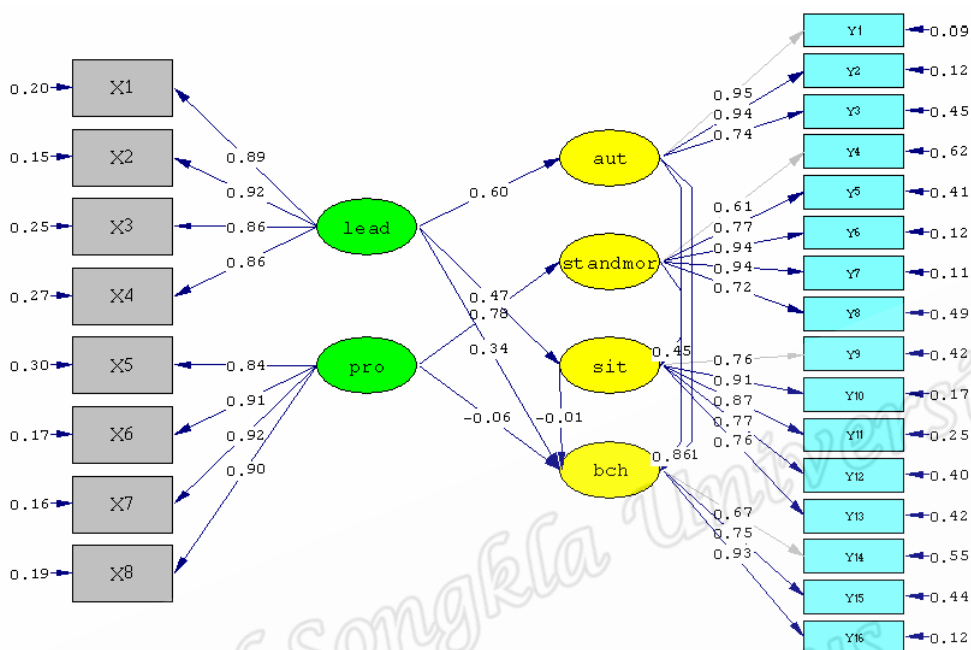 0.20 X1
0.15 X2
0.25 X3
0.27 X4
0.30 X5
0.17 X6
0.16 X7
0.19 X8
0.89
0.92
0.86
0.86
0.84
0.91
0.92
0.90
lead
pro
0.60
0.47
0.78
0.34
-0.06
-0.01
aut
standmor
sit
bch
0.45
0.95
0.94
0.74
0.61
0.77
0.94
0.94
0.72
0.76
0.91
0.87
0.77
0.76
0.67
0.75
0.93
Y1 0.09
Y2 0.12
Y3 0.45
Y4 0.62
Y5 0.41
Y6 0.12
Y7 0.11
Y8 0.49
Y9 0.42
Y10 0.17
Y11 0.25
Y12 0.40
Y13 0.42
Y14 0.55
Y15 0.44
Y16 0.12
Songkla